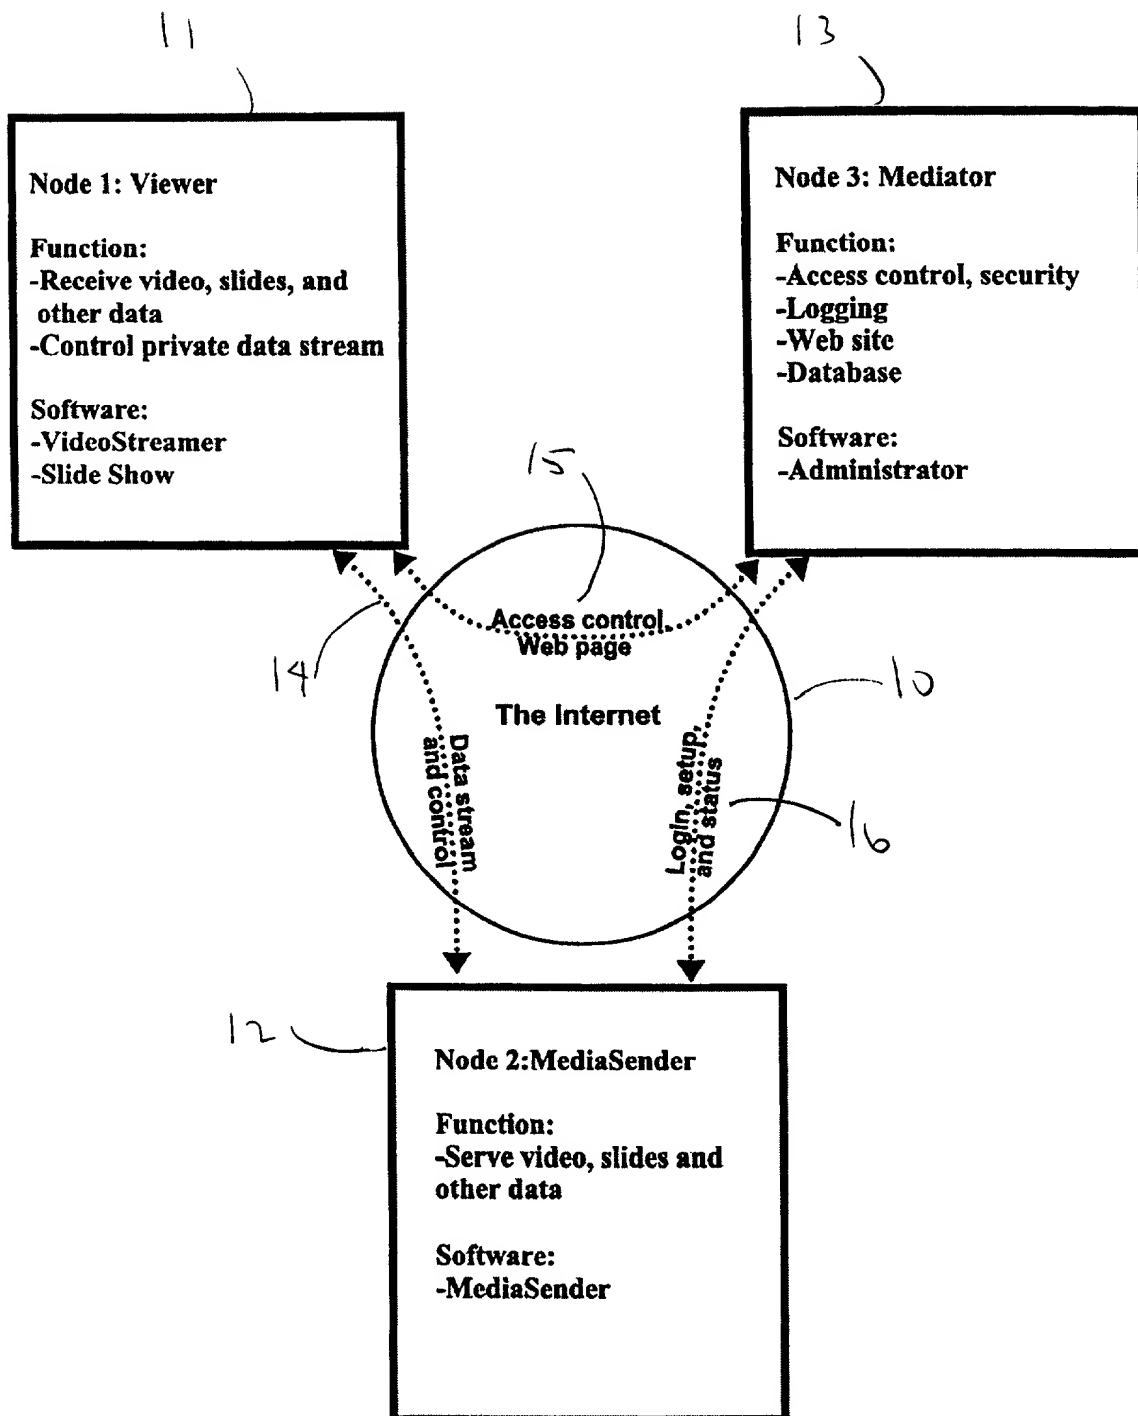 11
13
Node 1: Viewer
Function:
-Receive video, slides, and
other data
-Control private data stream
Software:
-VideoStreamer
-Slide Show
Node 3: Mediator
Function:
-Access control, security
-Logging
-Web site
-Database
Software:
-Administrator
15
Access control,
Web page
14
The Internet
10
Data stream
and control
Login, setup,
and status
16
12
Node 2:MediaSender
Function:
-Serve video, slides and
other data
Software:
-MediaSender